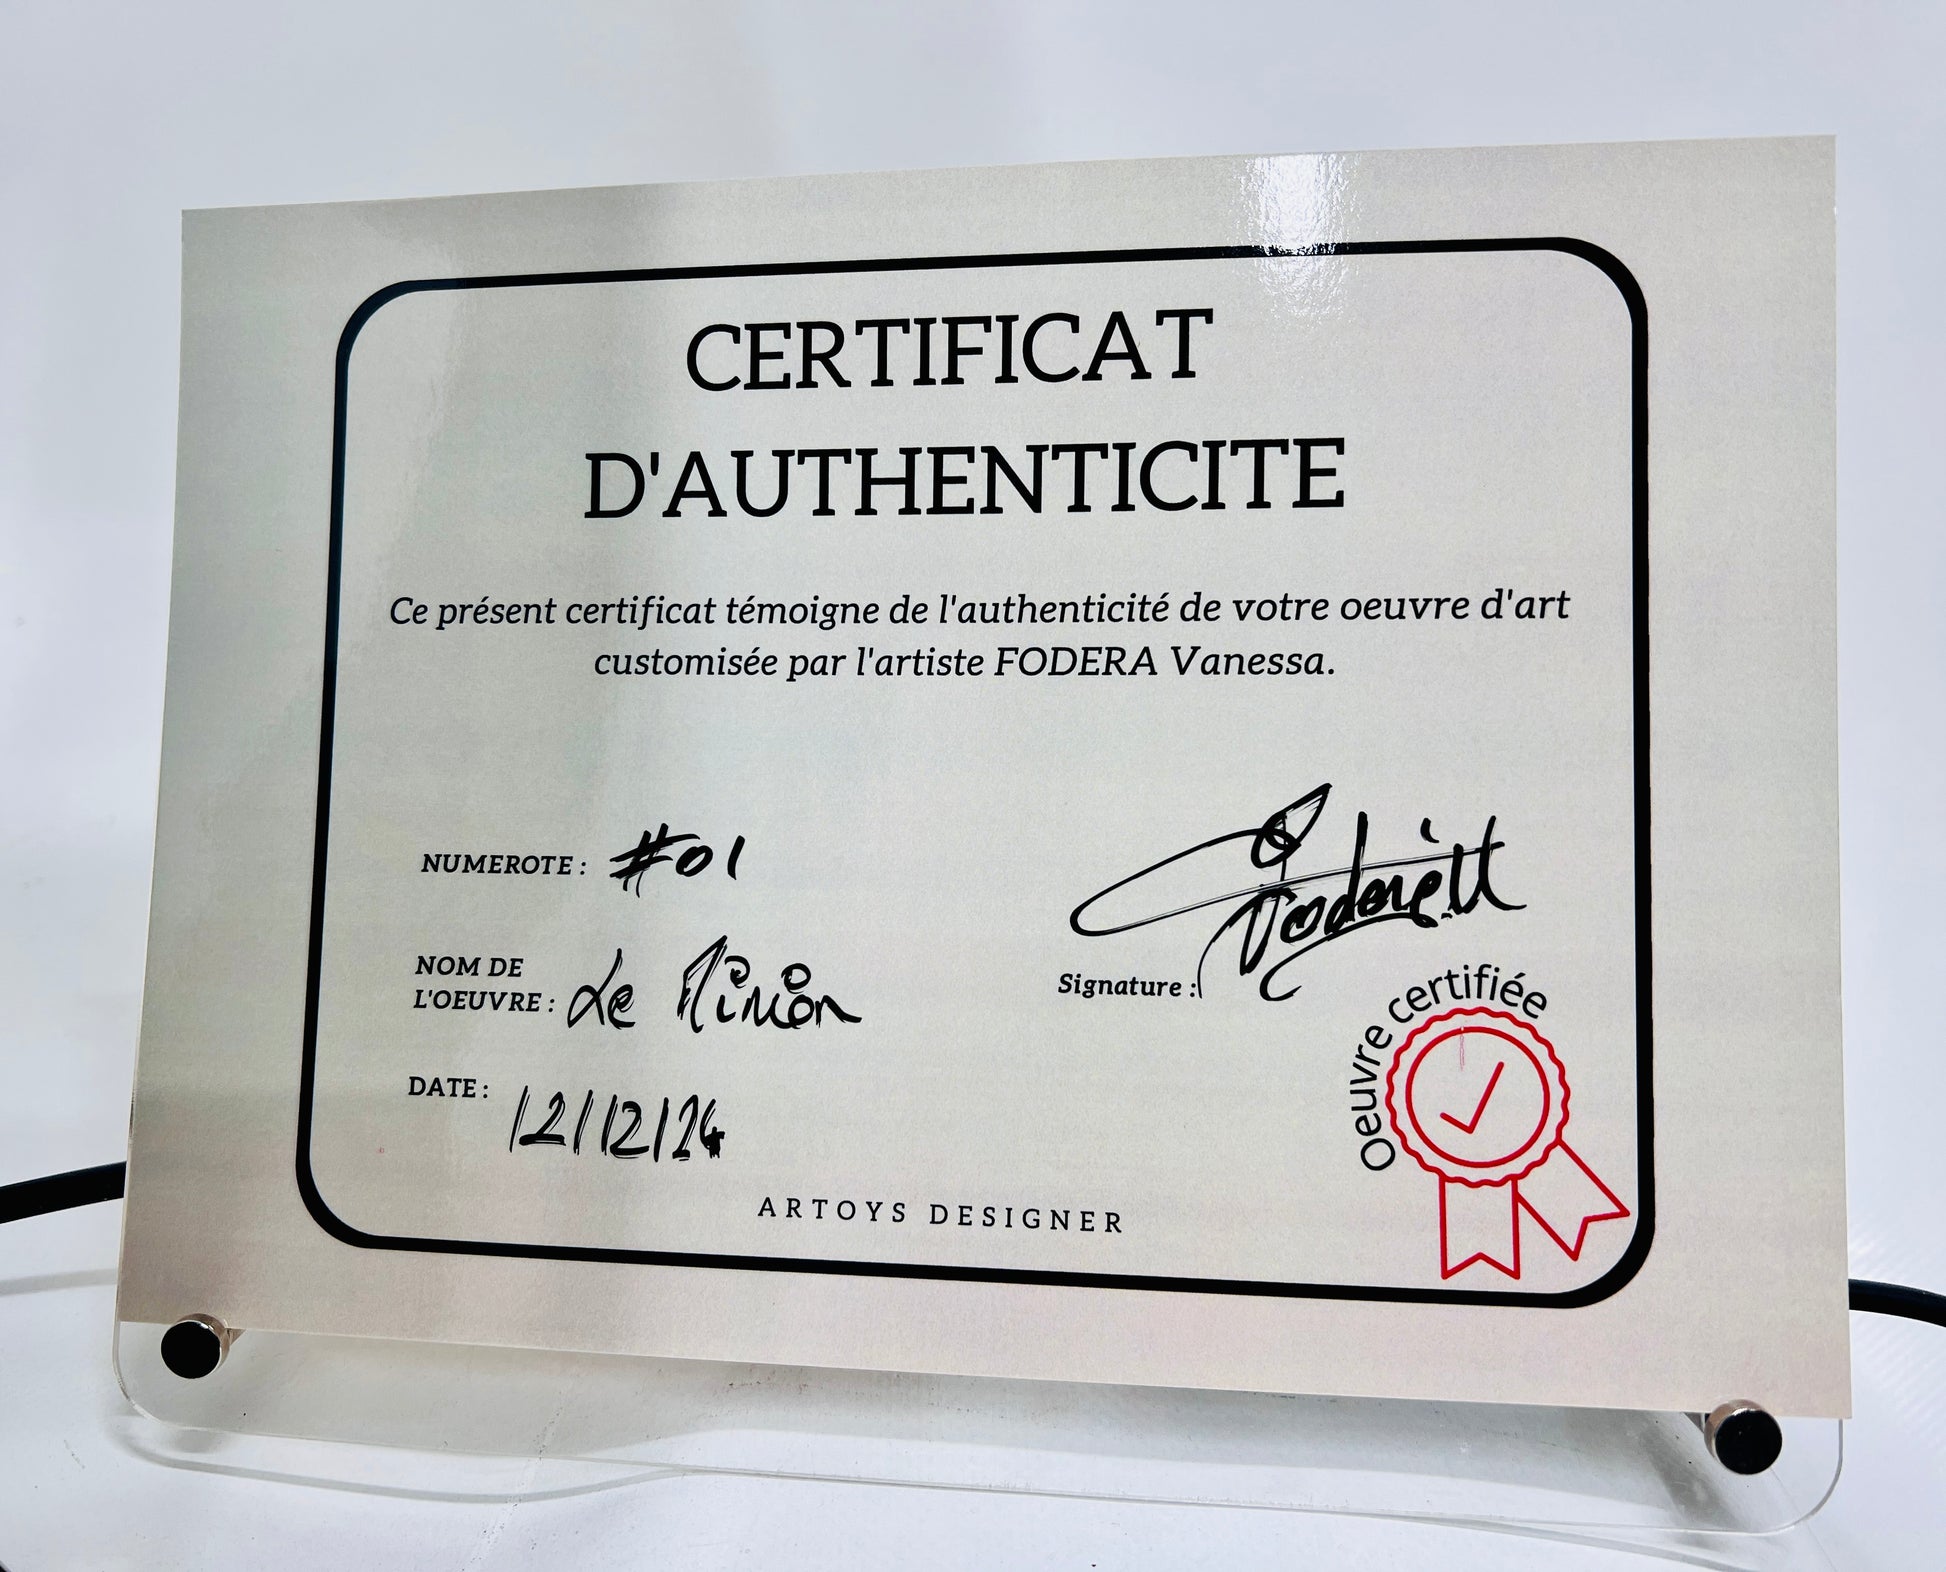 CERTIFICAT
D'AUTHENTICITE
Ce présent certificat témoigne de l'authenticité de votre oeuvre d'art
customisée par l'artiste FODERA Vanessa.
NUMEROTE : #01
NOM DE
L'OEUVRE : Le Minion
DATE : 12/12/24
Signature :
Oeuvre certifiée
ARTOYS DESIGNER